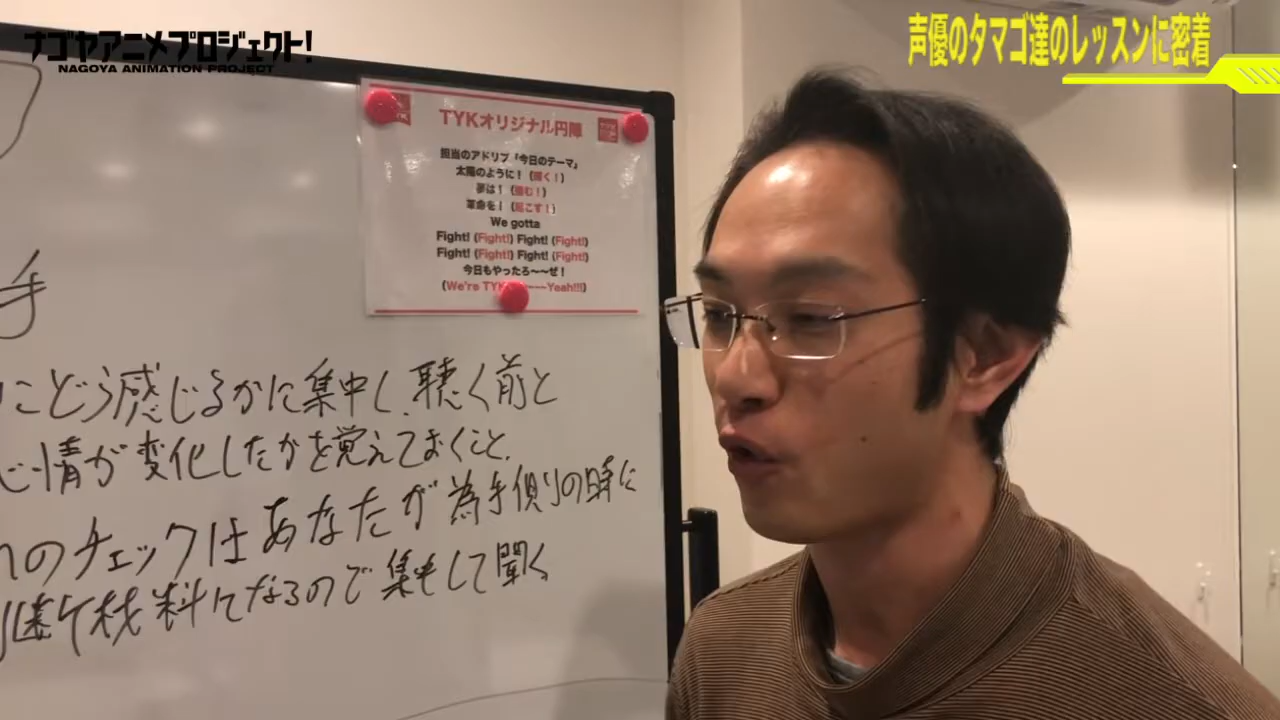 ナゴヤアニメプロジェクト!
NAGOYA ANIMATION PROJECT
声優のタマゴ達のレッスンに密着
TYKオリジナル円陣
担当のアドリブ「今日のテーマ」
太陽のように!(輝く!)
夢は!(掴む!)
革命を!(起こす!)
We gotta
Fight! (Fight!) Fight! (Fight!)
Fight! (Fight!) Fight! (Fight!)
今日もやったろ~~ぜ!
(We're TYK ~~~Yeah!!!)
手
にどう感じるかに集中し、聴く前と
心情が変化したかを覚えておくこと。
のチェックはあなたが為手側の時に
断材料になるので集中して聞く